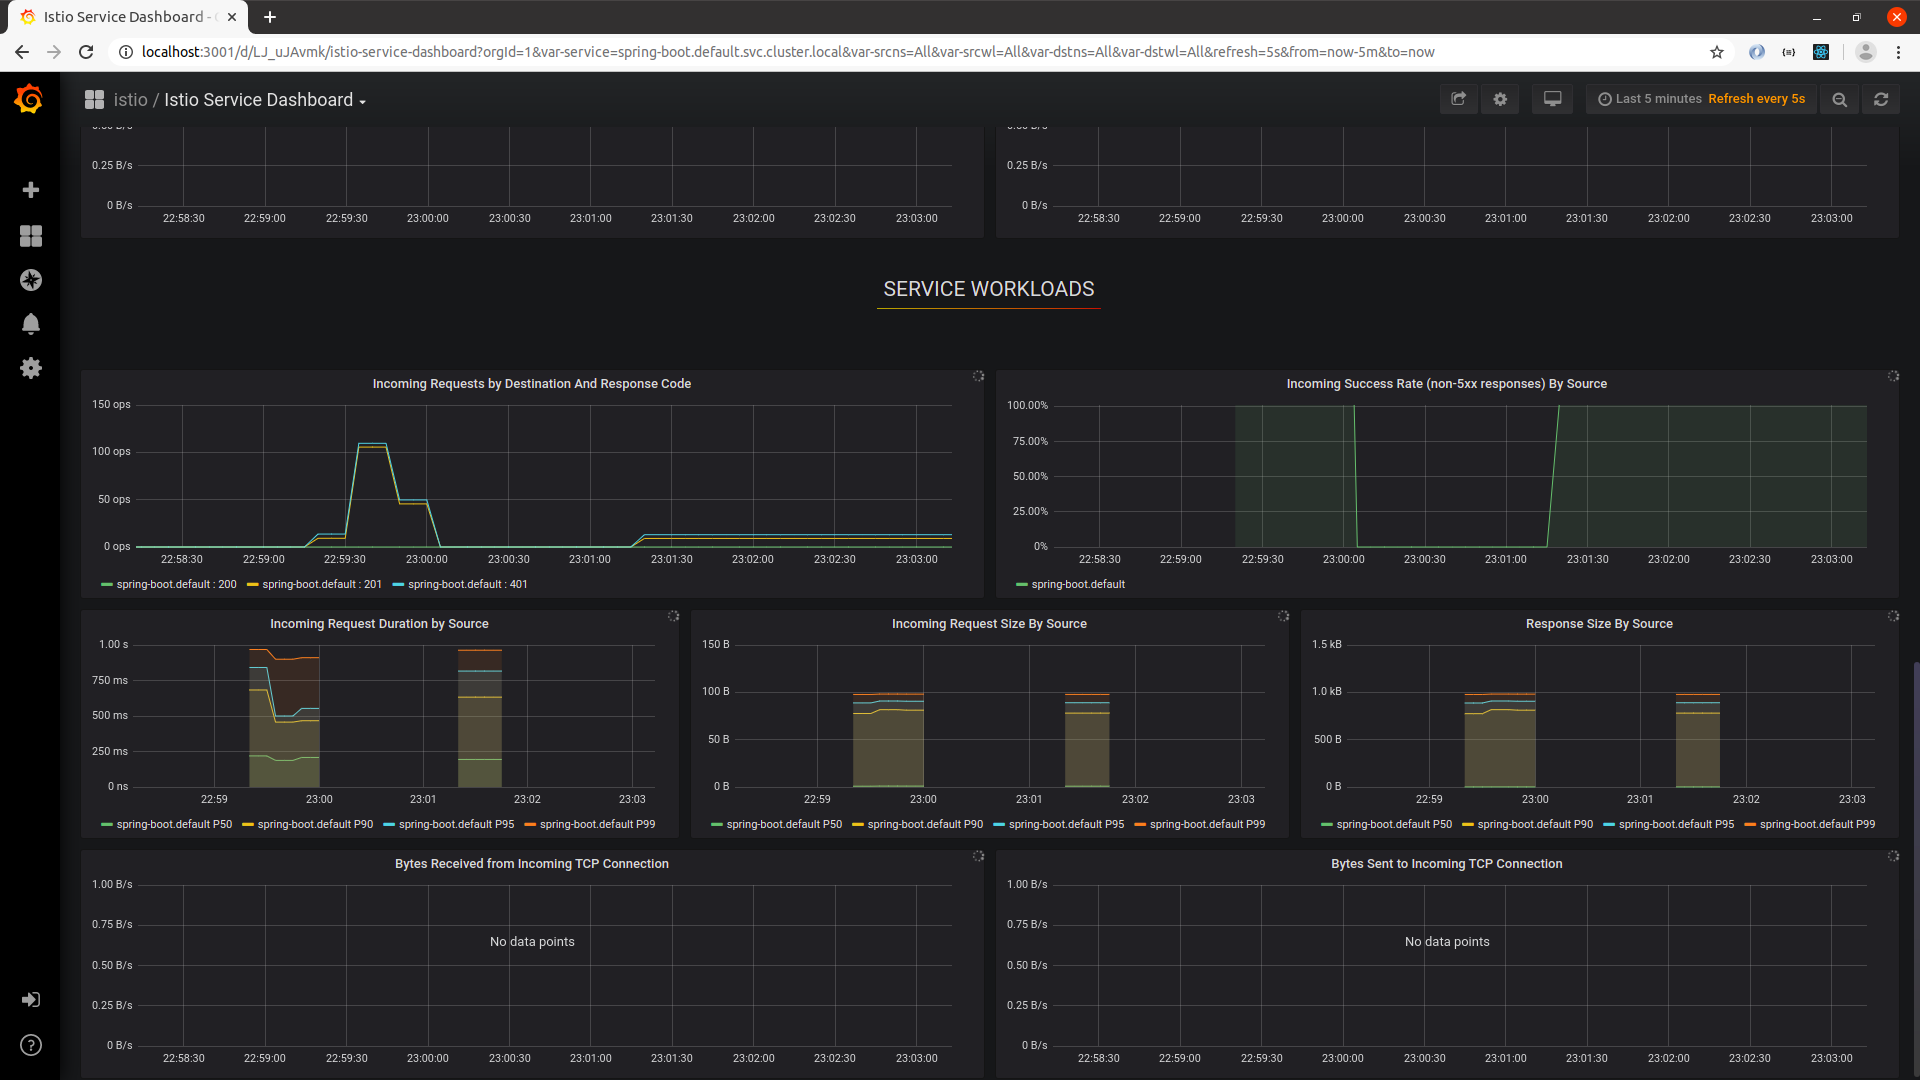 Istio Service Dashboard -
localhost:3001/d/LJ_uJAvmk/istio-service-dashboard?orgId=1&var-service=spring-boot.default.svc.cluster.local&var-srcns=All&var-srcwl=All&var-dstns=All&var-dstwl=All&refresh=5s&from=now-5m&to=now
istio / Istio Service Dashboard
Last 5 minutes Refresh every 5s
0.25 B/s
0 B/s
22:58:30 22:59:00 22:59:30 23:00:00 23:00:30 23:01:00 23:01:30 23:02:00 23:02:30 23:03:00
0.25 B/s
0 B/s
22:58:30 22:59:00 22:59:30 23:00:00 23:00:30 23:01:00 23:01:30 23:02:00 23:02:30 23:03:00
SERVICE WORKLOADS
Incoming Requests by Destination And Response Code
150 ops
100 ops
50 ops
0 ops
22:58:30 22:59:00 22:59:30 23:00:00 23:00:30 23:01:00 23:01:30 23:02:00 23:02:30 23:03:00
spring-boot.default : 200 spring-boot.default : 201 spring-boot.default : 401
Incoming Success Rate (non-5xx responses) By Source
100.00%
75.00%
50.00%
25.00%
0%
22:58:30 22:59:00 22:59:30 23:00:00 23:00:30 23:01:00 23:01:30 23:02:00 23:02:30 23:03:00
spring-boot.default
Incoming Request Duration by Source
1.00 s
750 ms
500 ms
250 ms
0 ns
22:59 23:00 23:01 23:02 23:03
spring-boot.default P50 spring-boot.default P90 spring-boot.default P95 spring-boot.default P99
Incoming Request Size By Source
150 B
100 B
50 B
0 B
22:59 23:00 23:01 23:02 23:03
spring-boot.default P50 spring-boot.default P90 spring-boot.default P95 spring-boot.default P99
Response Size By Source
1.5 kB
1.0 kB
500 B
0 B
22:59 23:00 23:01 23:02 23:03
spring-boot.default P50 spring-boot.default P90 spring-boot.default P95 spring-boot.default P99
Bytes Received from Incoming TCP Connection
1.00 B/s
0.75 B/s
No data points
0.50 B/s
0.25 B/s
0 B/s
22:58:30 22:59:00 22:59:30 23:00:00 23:00:30 23:01:00 23:01:30 23:02:00 23:02:30 23:03:00
Bytes Sent to Incoming TCP Connection
1.00 B/s
0.75 B/s
No data points
0.50 B/s
0.25 B/s
0 B/s
22:58:30 22:59:00 22:59:30 23:00:00 23:00:30 23:01:00 23:01:30 23:02:00 23:02:30 23:03:00